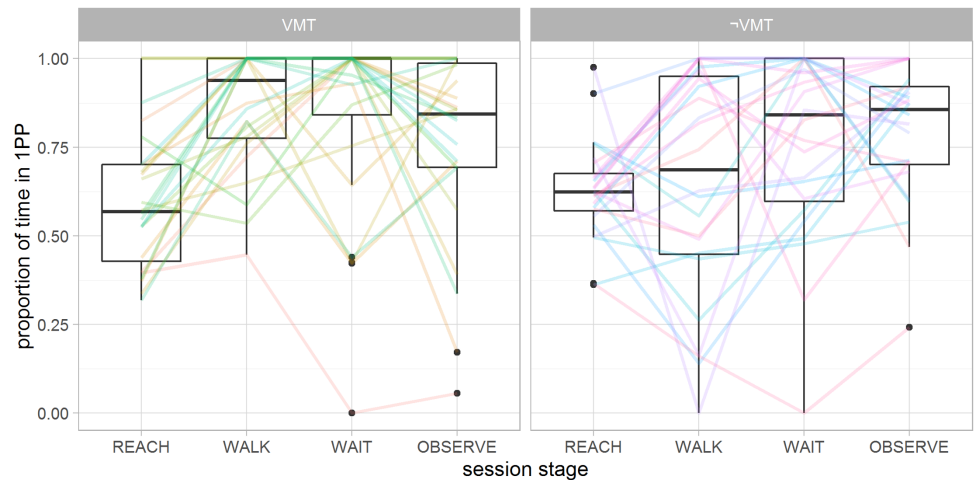 VMT ¬VMT
proportion of time in 1PP
1.00
0.75
0.50
0.25
0.00
REACH WALK WAIT OBSERVE REACH WALK WAIT OBSERVE
session stage